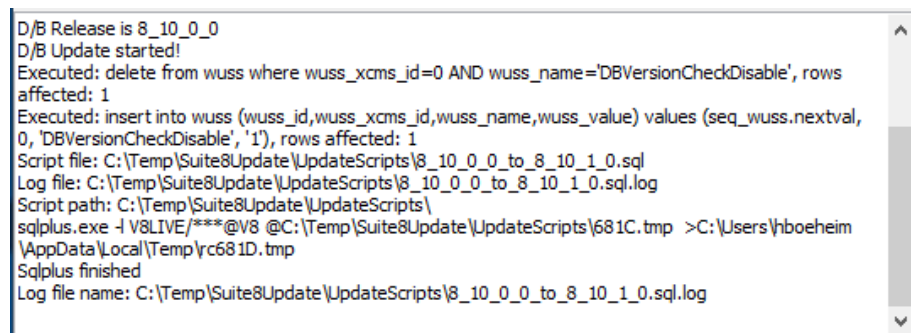 D/B Release is 8_10_0_0
D/B Update started!
Executed: delete from wuss where wuss_xcms_id=0 AND wuss_name='DBVersionCheckDisable', rows
affected: 1
Executed: insert into wuss (wuss_id,wuss_xcms_id,wuss_name,wuss_value) values (seq_wuss.nextval,
0, 'DBVersionCheckDisable', '1'), rows affected: 1
Script file: C:\Temp\Suite8Update\UpdateScripts\8_10_0_0_to_8_10_1_0.sql
Log file: C:\Temp\Suite8Update\UpdateScripts\8_10_0_0_to_8_10_1_0.sql.log
Script path: C:\Temp\Suite8Update\UpdateScripts\
sqlplus.exe -l V8LIVE/***@V8 @C:\Temp\Suite8Update\UpdateScripts\681C.tmp >C:\Users\hboeheim
\AppData\Local\Temp\rc681D.tmp
Sqlplus finished
Log file name: C:\Temp\Suite8Update\UpdateScripts\8_10_0_0_to_8_10_1_0.sql.log